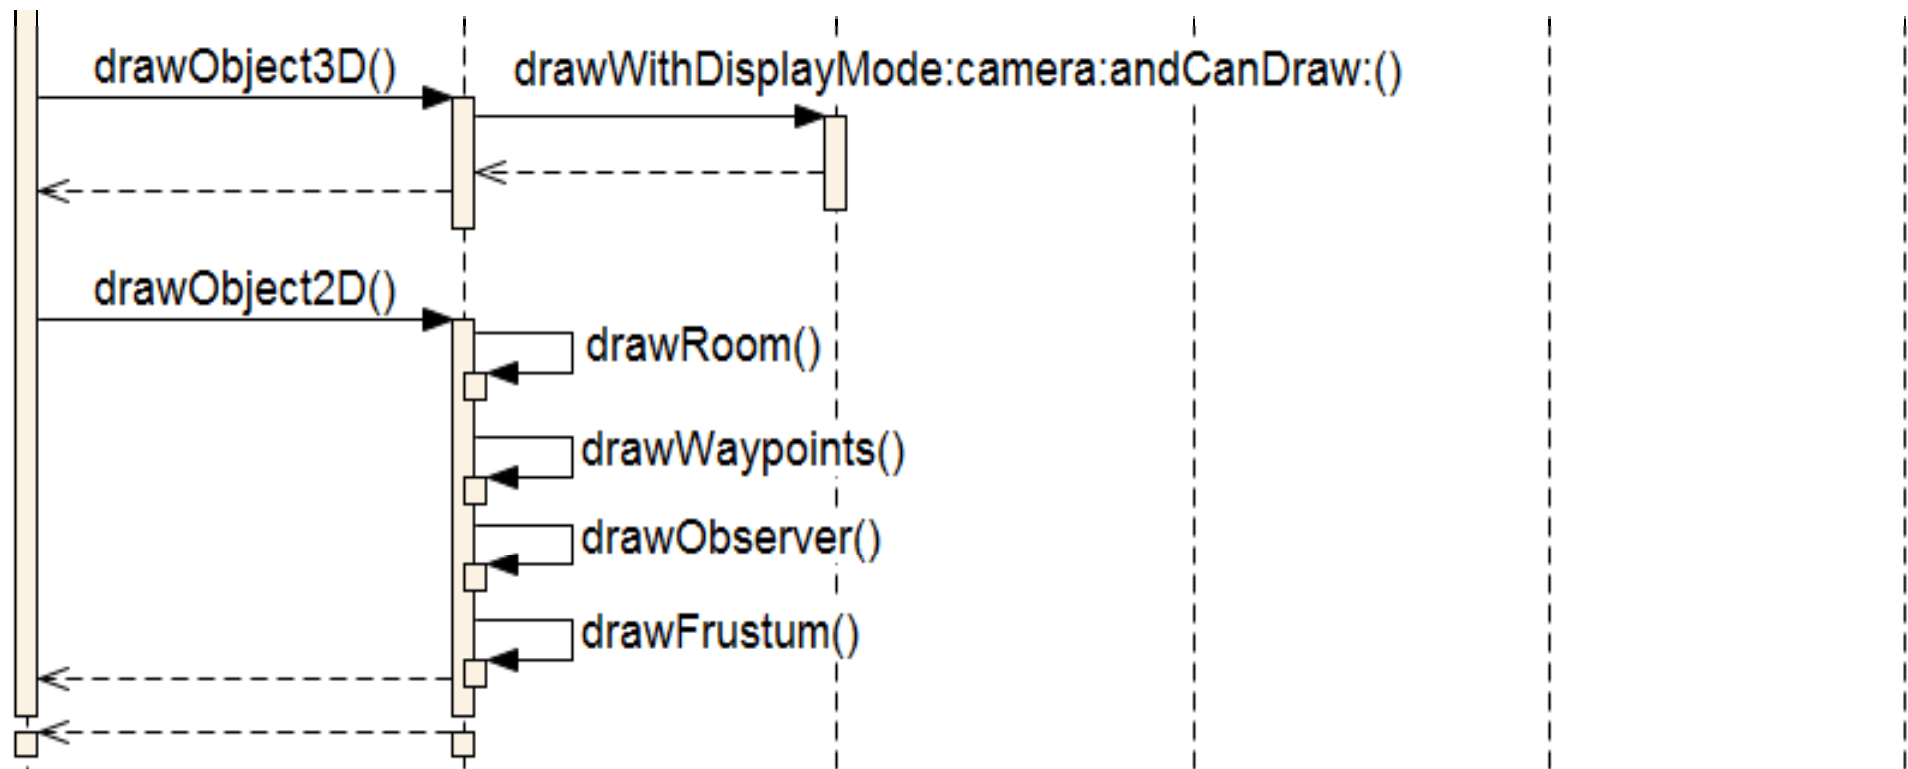 drawObject3D()
drawWithDisplayMode:camera:andCanDraw:()
drawObject2D()
drawRoom()
drawWaypoints()
drawObserver()
drawFrustum()